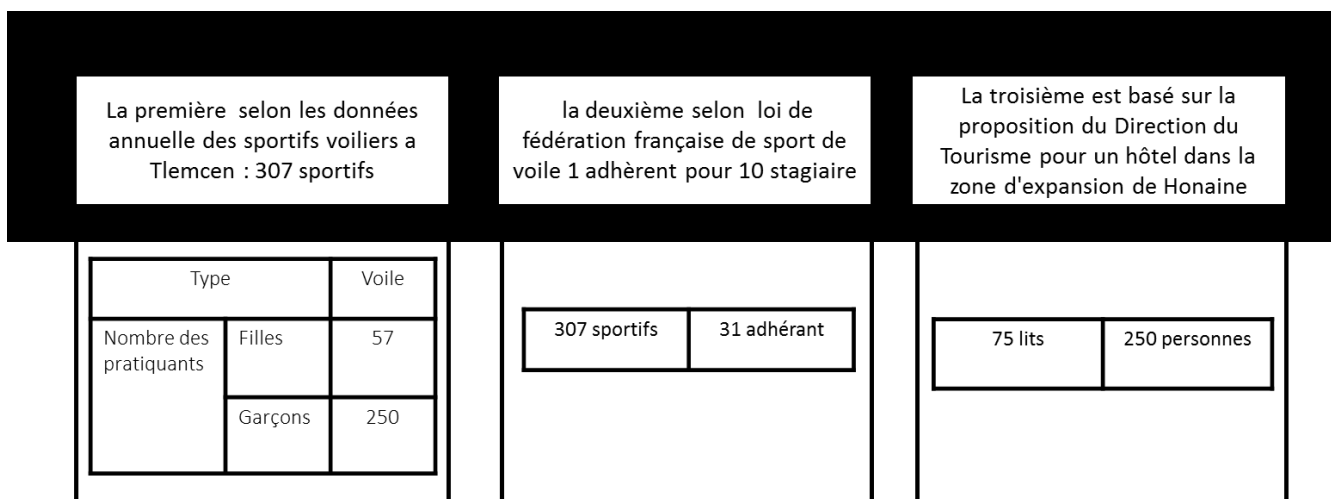 La première  selon les données
annuelle des sportifs voiliers a
Tlemcen : 307 sportifs
la deuxième selon  loi de
fédération française de sport de
voile 1 adhèrent pour 10 stagiaire
La troisième est basé sur la
proposition du Direction du
Tourisme pour un hôtel dans la
zone d'expansion de Honaine
Type Voile
Nombre des Filles 57
pratiquants
Garçons 250
307 sportifs 31 adhérant
75 lits 250 personnes